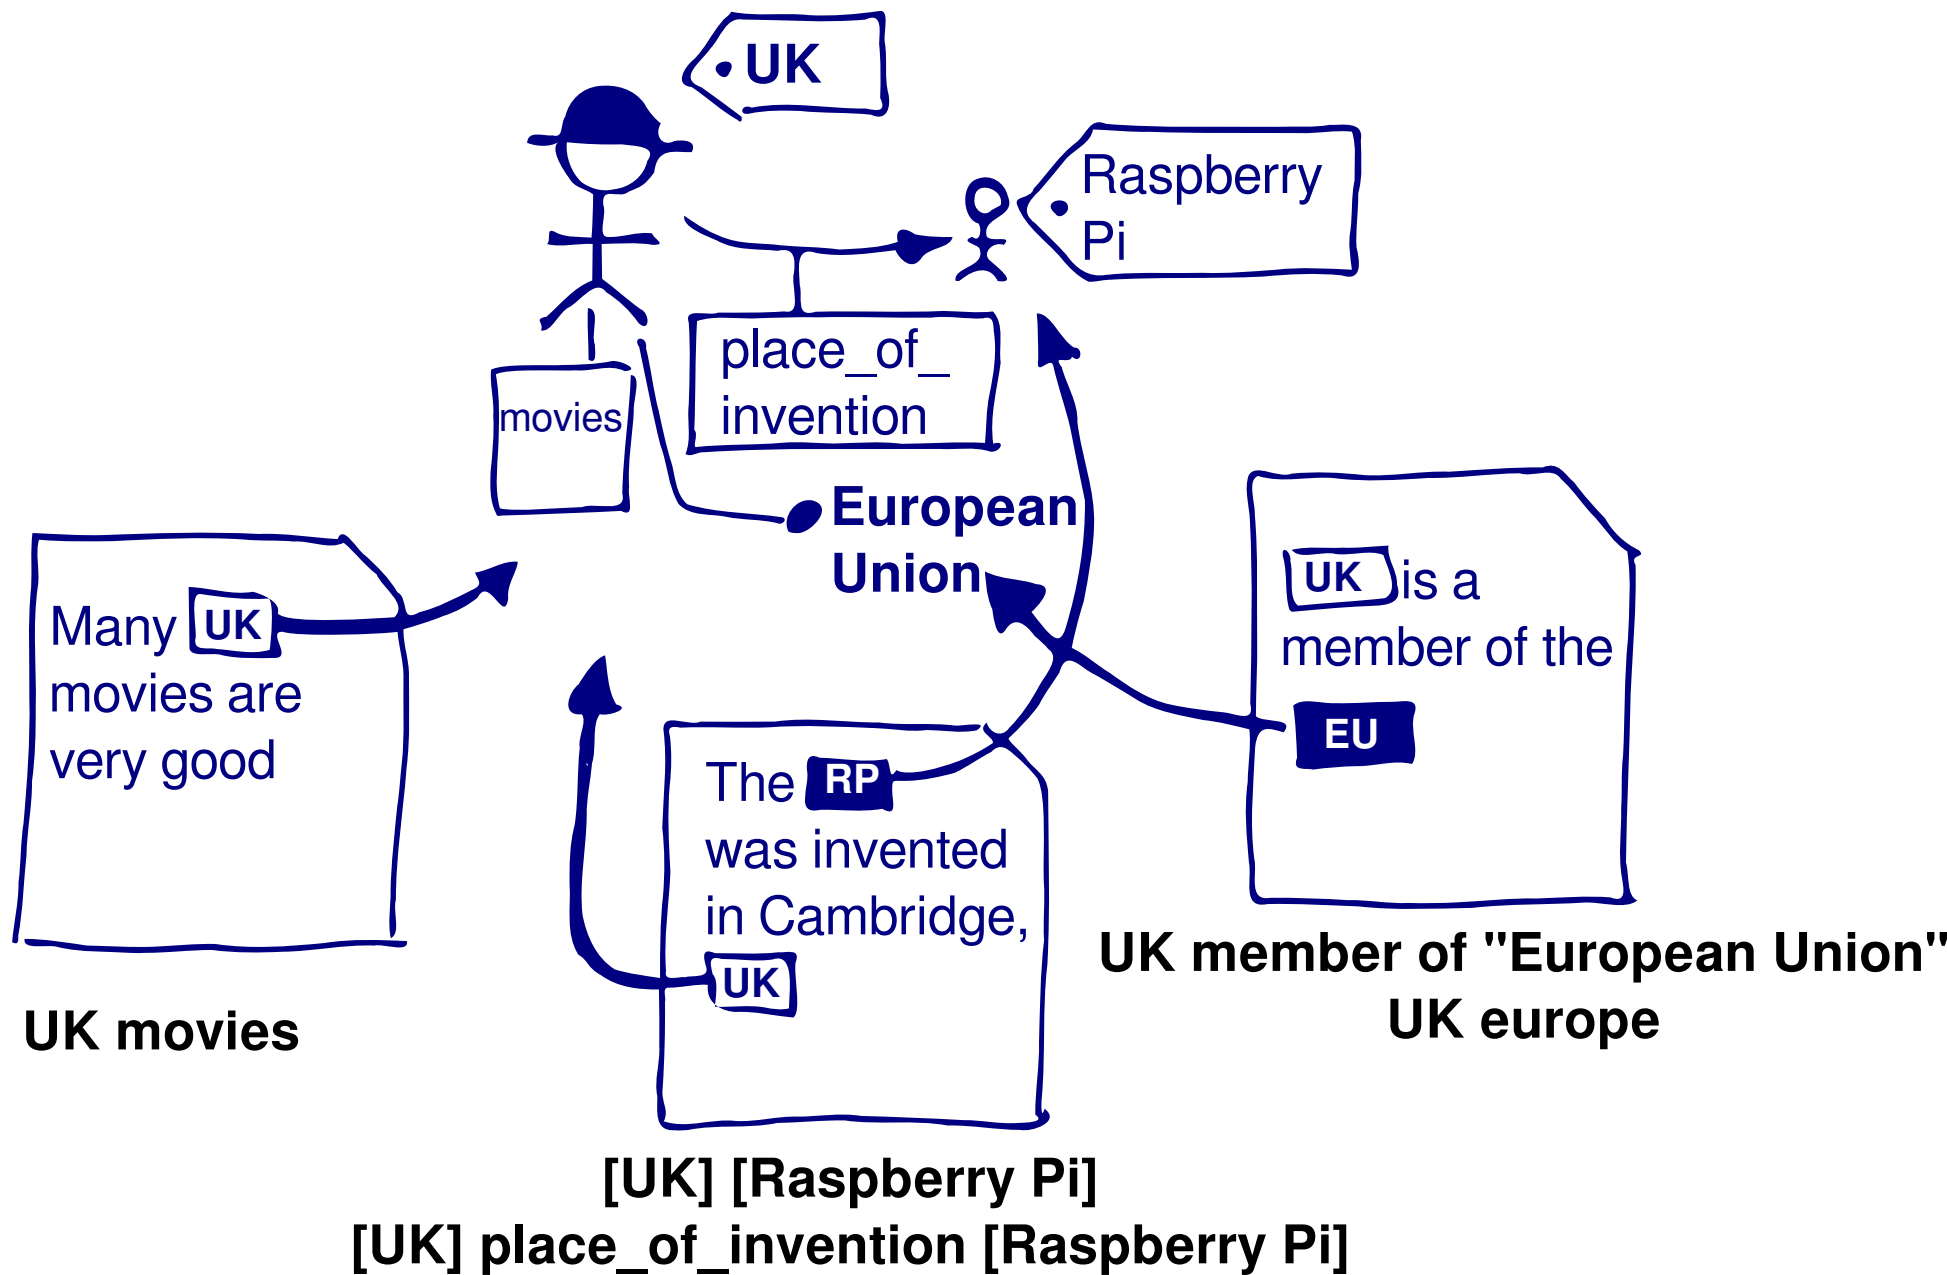 UK
Raspberry
Pi
place_of_
invention
movies
European
Union
Many UK
movies are
very good
UK movies
The RP
was invented
in Cambridge,
UK
[UK] [Raspberry Pi]
[UK] place_of_invention [Raspberry Pi]
UK is a
member of the
EU
UK member of "European Union"
UK europe